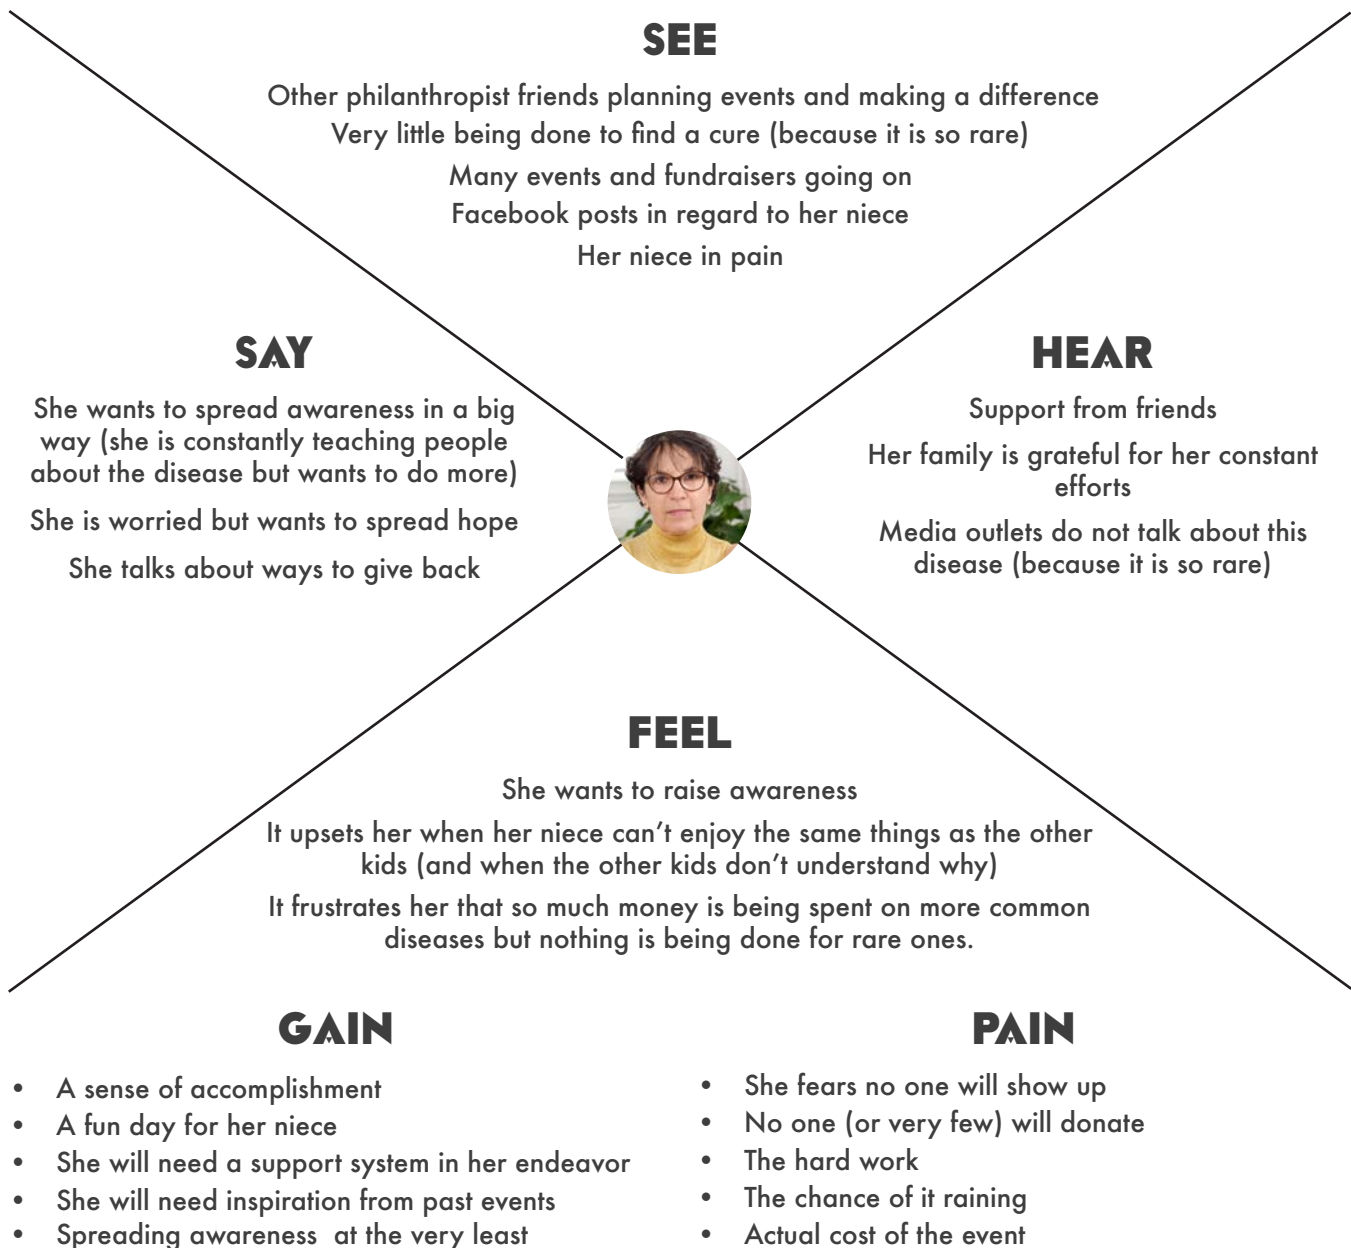 SEE
Other philanthropist friends planning events and making a difference
Very little being done to find a cure (because it is so rare)
Many events and fundraisers going on
Facebook posts in regard to her niece
Her niece in pain
SAY
She wants to spread awareness in a big
way (she is constantly teaching people
about the disease but wants to do more)
She is worried but wants to spread hope
She talks about ways to give back
HEAR
Support from friends
Her family is grateful for her constant
efforts
Media outlets do not talk about this
disease (because it is so rare)
FEEL
She wants to raise awareness
It upsets her when her niece can’t enjoy the same things as the other
kids (and when the other kids don’t understand why)
It frustrates her that so much money is being spent on more common
diseases but nothing is being done for rare ones.
GAIN
• A sense of accomplishment
• A fun day for her niece
• She will need a support system in her endeavor
• She will need inspiration from past events
• Spreading awareness  at the very least
PAIN
• She fears no one will show up
• No one (or very few) will donate
• The hard work
• The chance of it raining
• Actual cost of the event